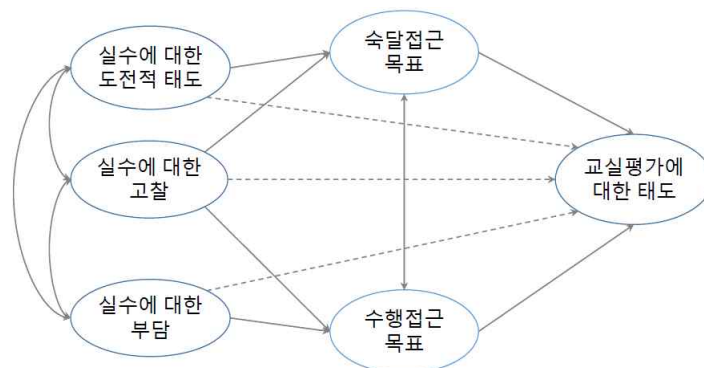 실수에 대한
도전적 태도
숙달접근
목표
실수에 대한
고찰
교실평가에
대한 태도
실수에 대한
부담
수행접근
목표